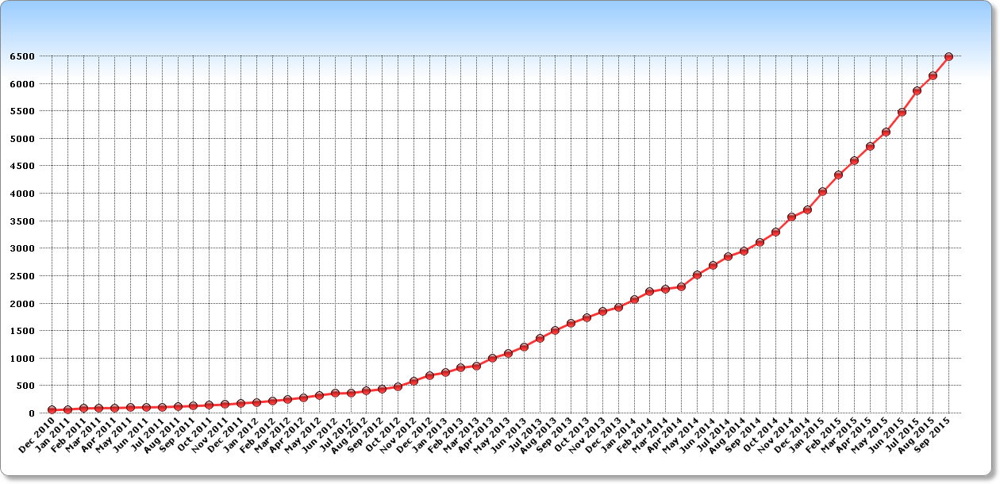 6500
6000
5500
5000
4500
4000
3500
3000
2500
2000
1500
1000
500
0
Dec 2010
Jan 2011
Feb 2011
Mar 2011
Apr 2011
May 2011
Jun 2011
Jul 2011
Aug 2011
Sep 2011
Oct 2011
Nov 2011
Dec 2011
Jan 2012
Feb 2012
Mar 2012
Apr 2012
May 2012
Jun 2012
Jul 2012
Aug 2012
Sep 2012
Oct 2012
Nov 2012
Dec 2012
Jan 2013
Feb 2013
Mar 2013
Apr 2013
May 2013
Jun 2013
Jul 2013
Aug 2013
Sep 2013
Oct 2013
Nov 2013
Dec 2013
Jan 2014
Feb 2014
Mar 2014
Apr 2014
May 2014
Jun 2014
Jul 2014
Aug 2014
Sep 2014
Oct 2014
Nov 2014
Dec 2014
Jan 2015
Feb 2015
Mar 2015
Apr 2015
May 2015
Jun 2015
Jul 2015
Aug 2015
Sep 2015